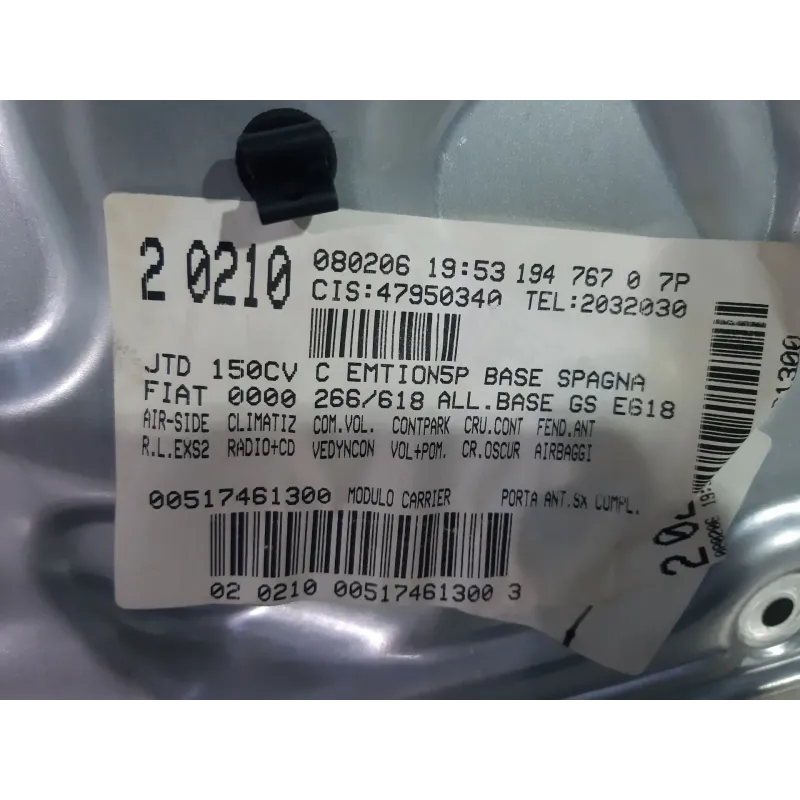 2 0210
080206 19:53 194 767 0 7P
CIS:47950340 TEL:2032030
JTD 150CV C EMTION5P BASE SPAGNA
FIAT 0000 266/618 ALL.BASE GS E618
AIR-SIDE CLIMATIZ COM.VOL. CONTPARK CRU.CONT FEND.ANT
R.L.EXS2 RADIO+CD VEDYNCON VOL+POM. CR.OSCUR AIRBAGGI
00517461300 MODULO CARRIER PORTA ANT.SX COMPL.
02 0210 00517461300 3
1300